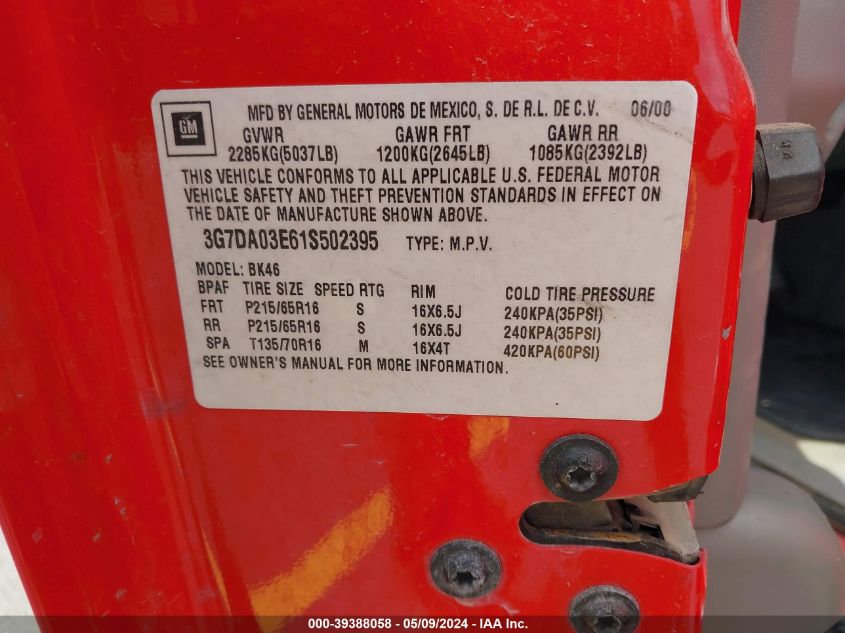 GM
MFD BY GENERAL MOTORS DE MEXICO, S. DE R.L. DE C.V. 06/00
GVWR GAWR FRT GAWR RR
2285KG(5037LB) 1200KG(2645LB) 1085KG(2392LB)
THIS VEHICLE CONFORMS TO ALL APPLICABLE U.S. FEDERAL MOTOR
VEHICLE SAFETY AND THEFT PREVENTION STANDARDS IN EFFECT ON
THE DATE OF MANUFACTURE SHOWN ABOVE.
3G7DA03E61S502395 TYPE: M.P.V.
MODEL: BK46
BPAF TIRE SIZE SPEED RTG RIM COLD TIRE PRESSURE
FRT P215/65R16 S 16X6.5J 240KPA(35PSI)
RR P215/65R16 S 16X6.5J 240KPA(35PSI)
SPA T135/70R16 M 16X4T 420KPA(60PSI)
SEE OWNER'S MANUAL FOR MORE INFORMATION.
000-39388058 - 05/09/2024 - IAA Inc.